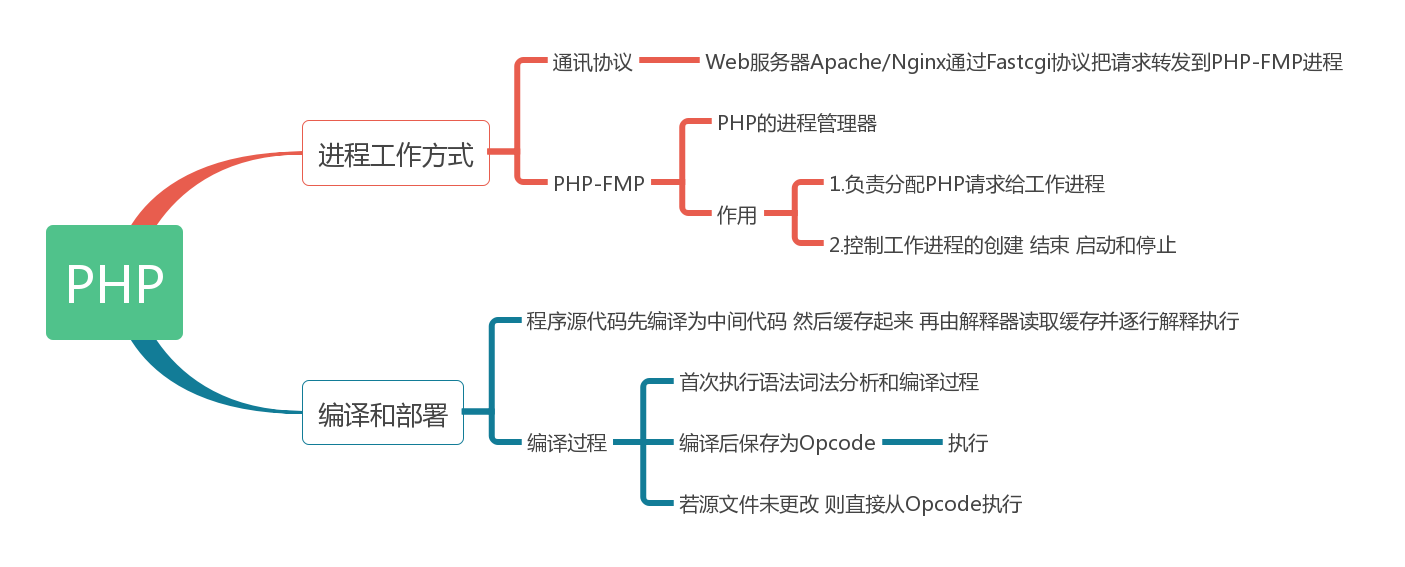 PHP
进程工作方式
通讯协议
Web服务器Apache/Nginx通过Fastcgi协议把请求转发到PHP-FMP进程
PHP-FMP
PHP的进程管理器
作用
1.负责分配PHP请求给工作进程
2.控制工作进程的创建 结束 启动和停止
编译和部署
程序源代码先编译为中间代码 然后缓存起来 再由解释器读取缓存并逐行解释执行
编译过程
首次执行语法词法分析和编译过程
编译后保存为Opcode
执行
若源文件未更改 则直接从Opcode执行